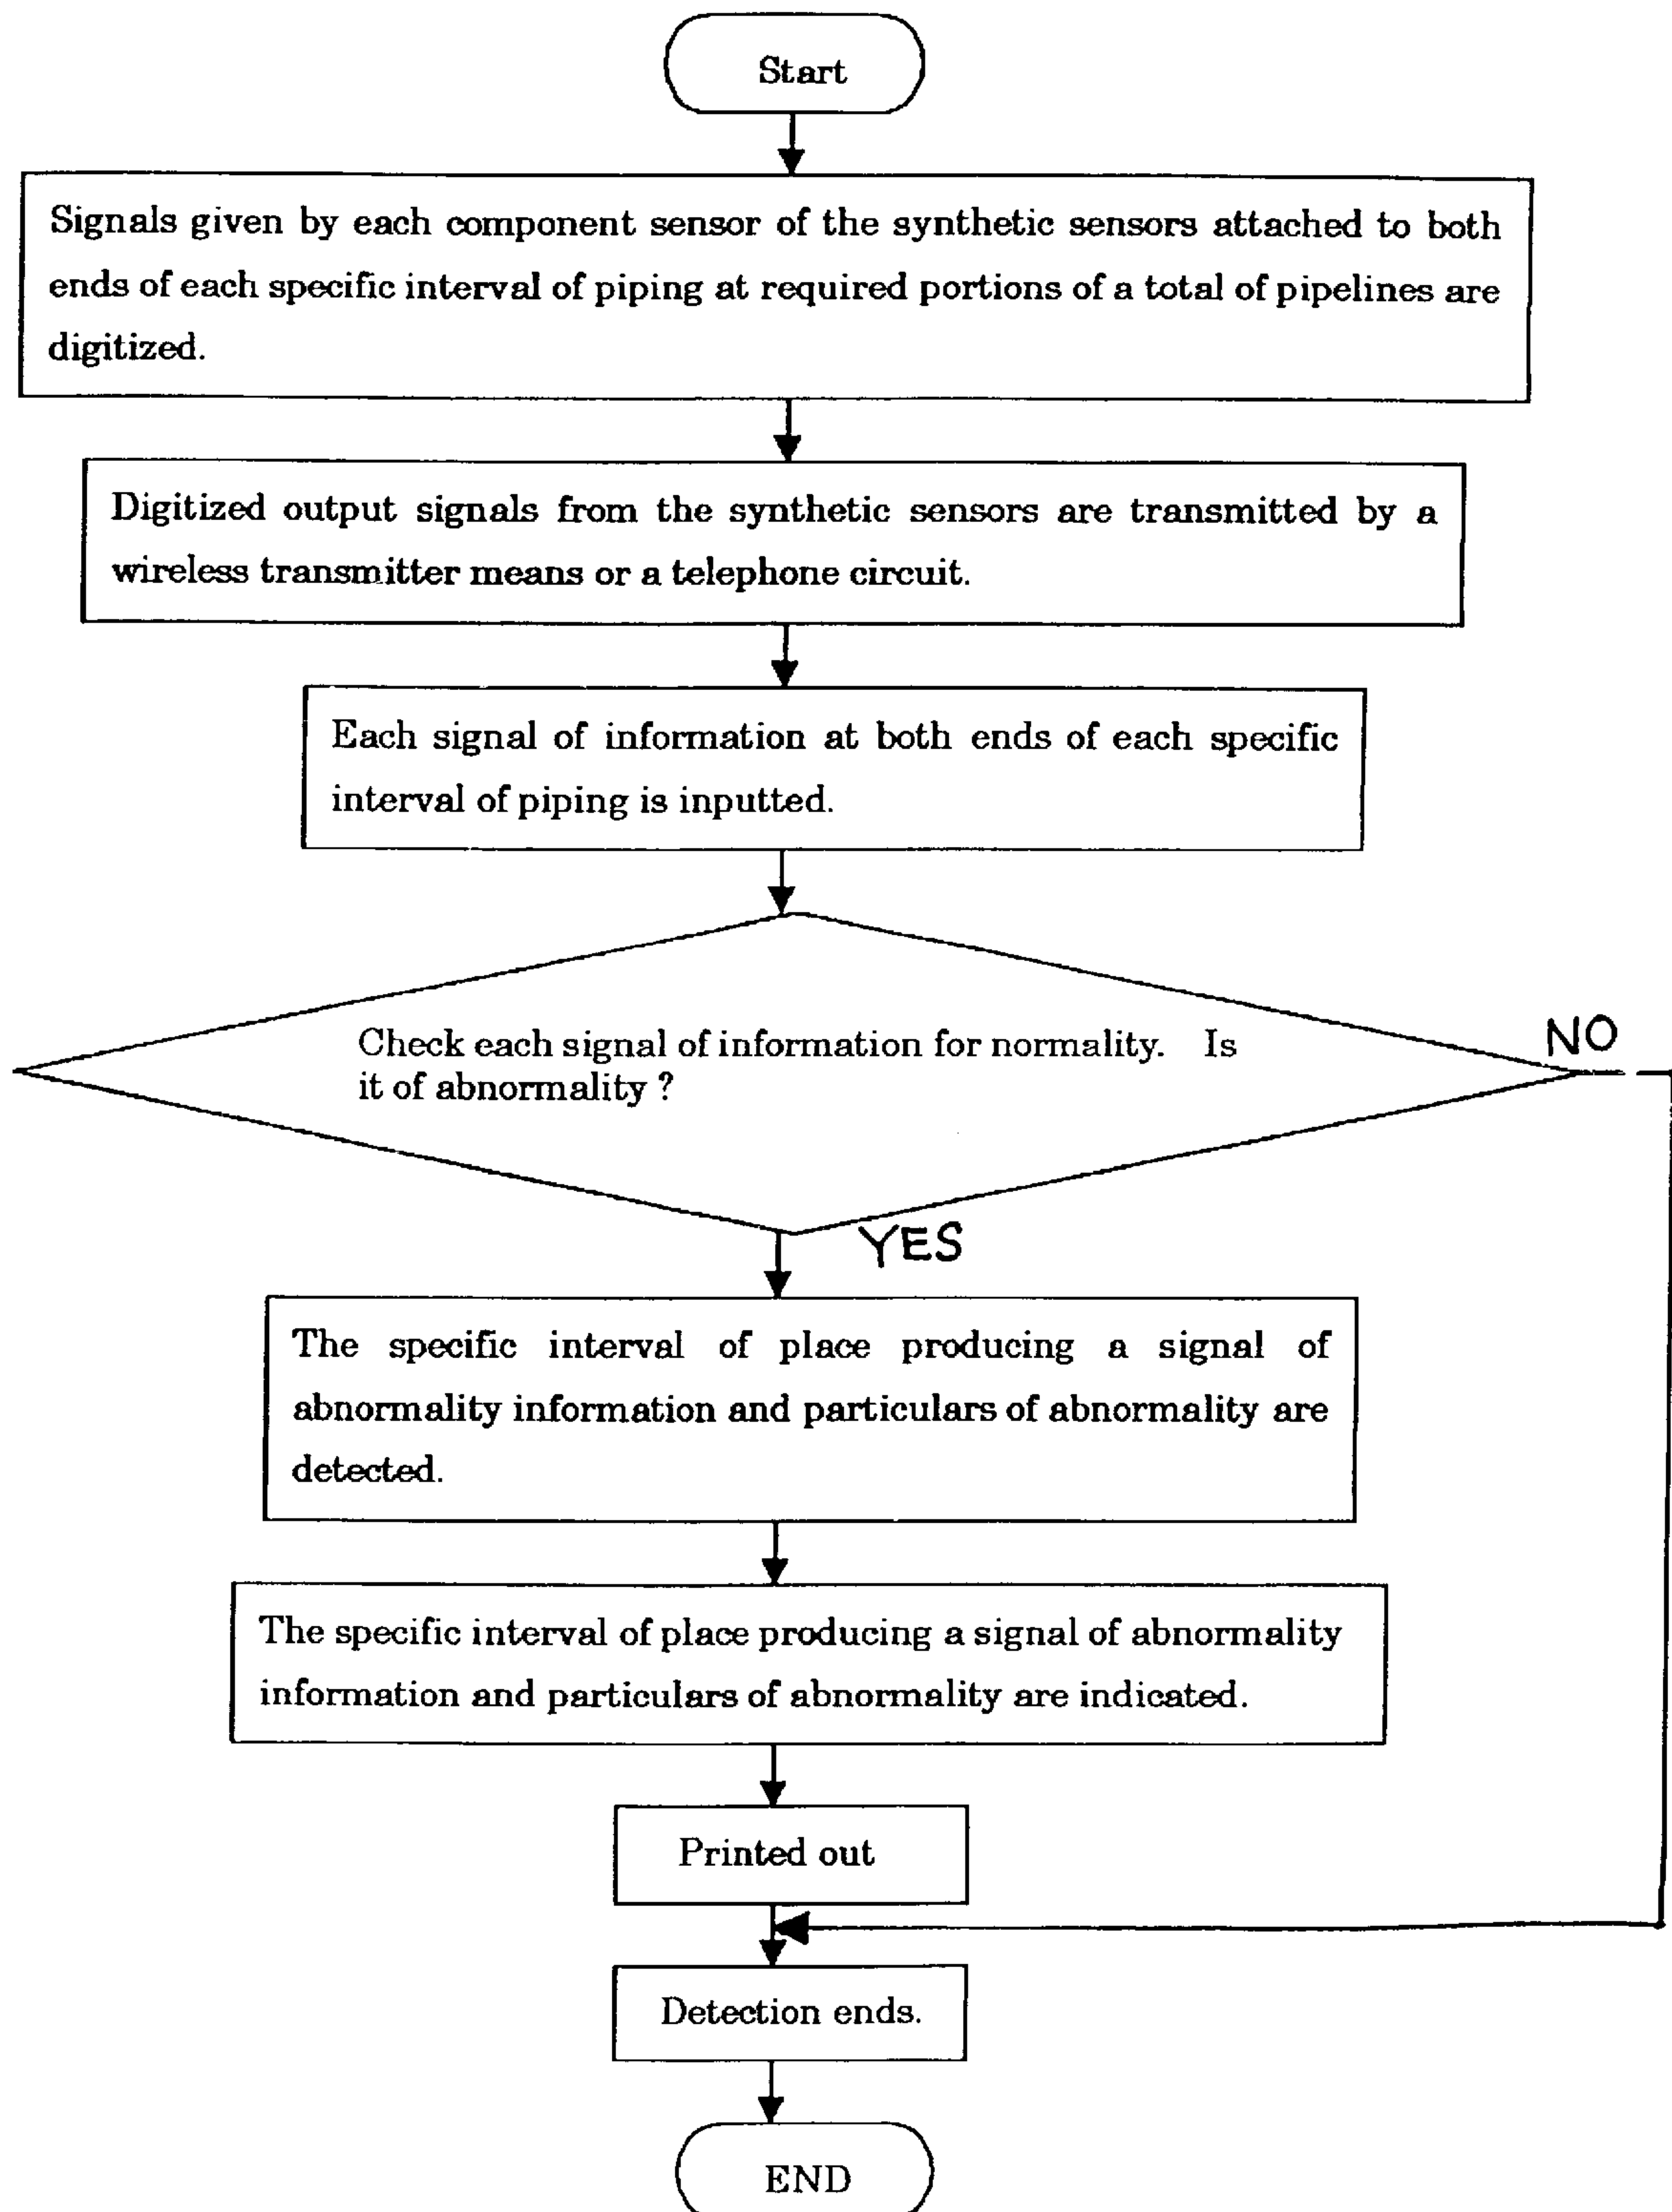 Start
Signals given by each component sensor of the synthetic sensors attached to both
ends of each specific interval of piping at required portions of a total of pipelines are
digitized.
Digitized output signals from the synthetic sensors are transmitted by a
wireless transmitter means or a telephone circuit.
Each signal of information at both ends of each specific
interval of piping is inputted.
Check each signal of information for normality. Is
it of abnormality ?
NO
YES
The specific interval of place producing a signal of
abnormality information and particulars of abnormality are
detected.
The specific interval of place producing a signal of abnormality
information and particulars of abnormality are indicated.
Printed out
Detection ends.
END